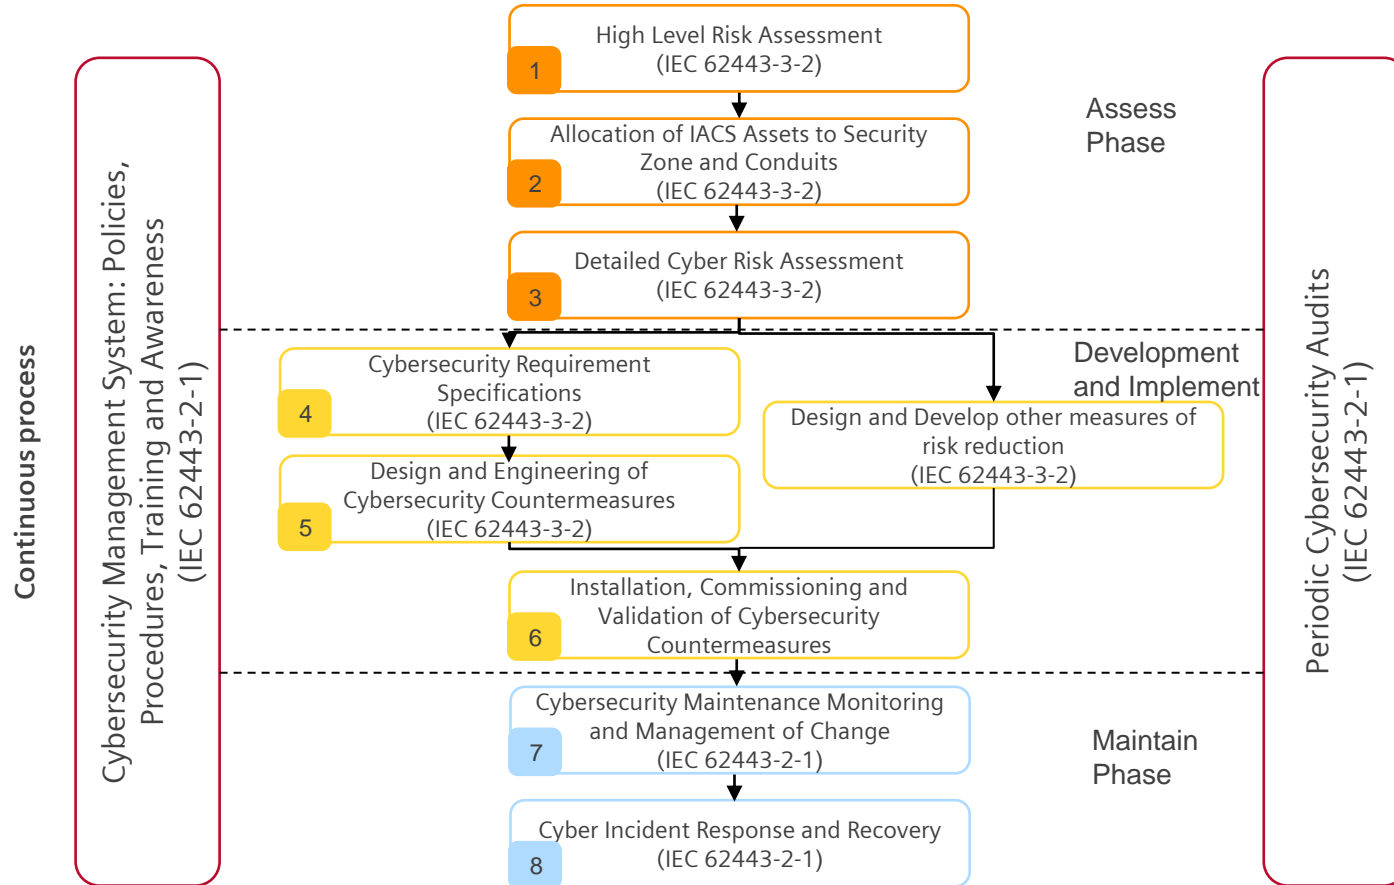 Continuous process
Cybersecurity Management System: Policies,
Procedures, Training and Awareness
(IEC 62443-2-1)
High Level Risk Assessment
(IEC 62443-3-2)
1
Allocation of IACS Assets to Security
Zone and Conduits
(IEC 62443-3-2)
2
Detailed Cyber Risk Assessment
(IEC 62443-3-2)
3
Assess
Phase
Cybersecurity Requirement
Specifications
(IEC 62443-3-2)
4
Design and Engineering of
Cybersecurity Countermeasures
(IEC 62443-3-2)
5
Development
and Implement
Design and Develop other measures of
risk reduction
(IEC 62443-3-2)
Installation, Commissioning and
Validation of Cybersecurity
Countermeasures
6
Cybersecurity Maintenance Monitoring
and Management of Change
(IEC 62443-2-1)
7
Maintain
Phase
Cyber Incident Response and Recovery
(IEC 62443-2-1)
8
Periodic Cybersecurity Audits
(IEC 62443-2-1)